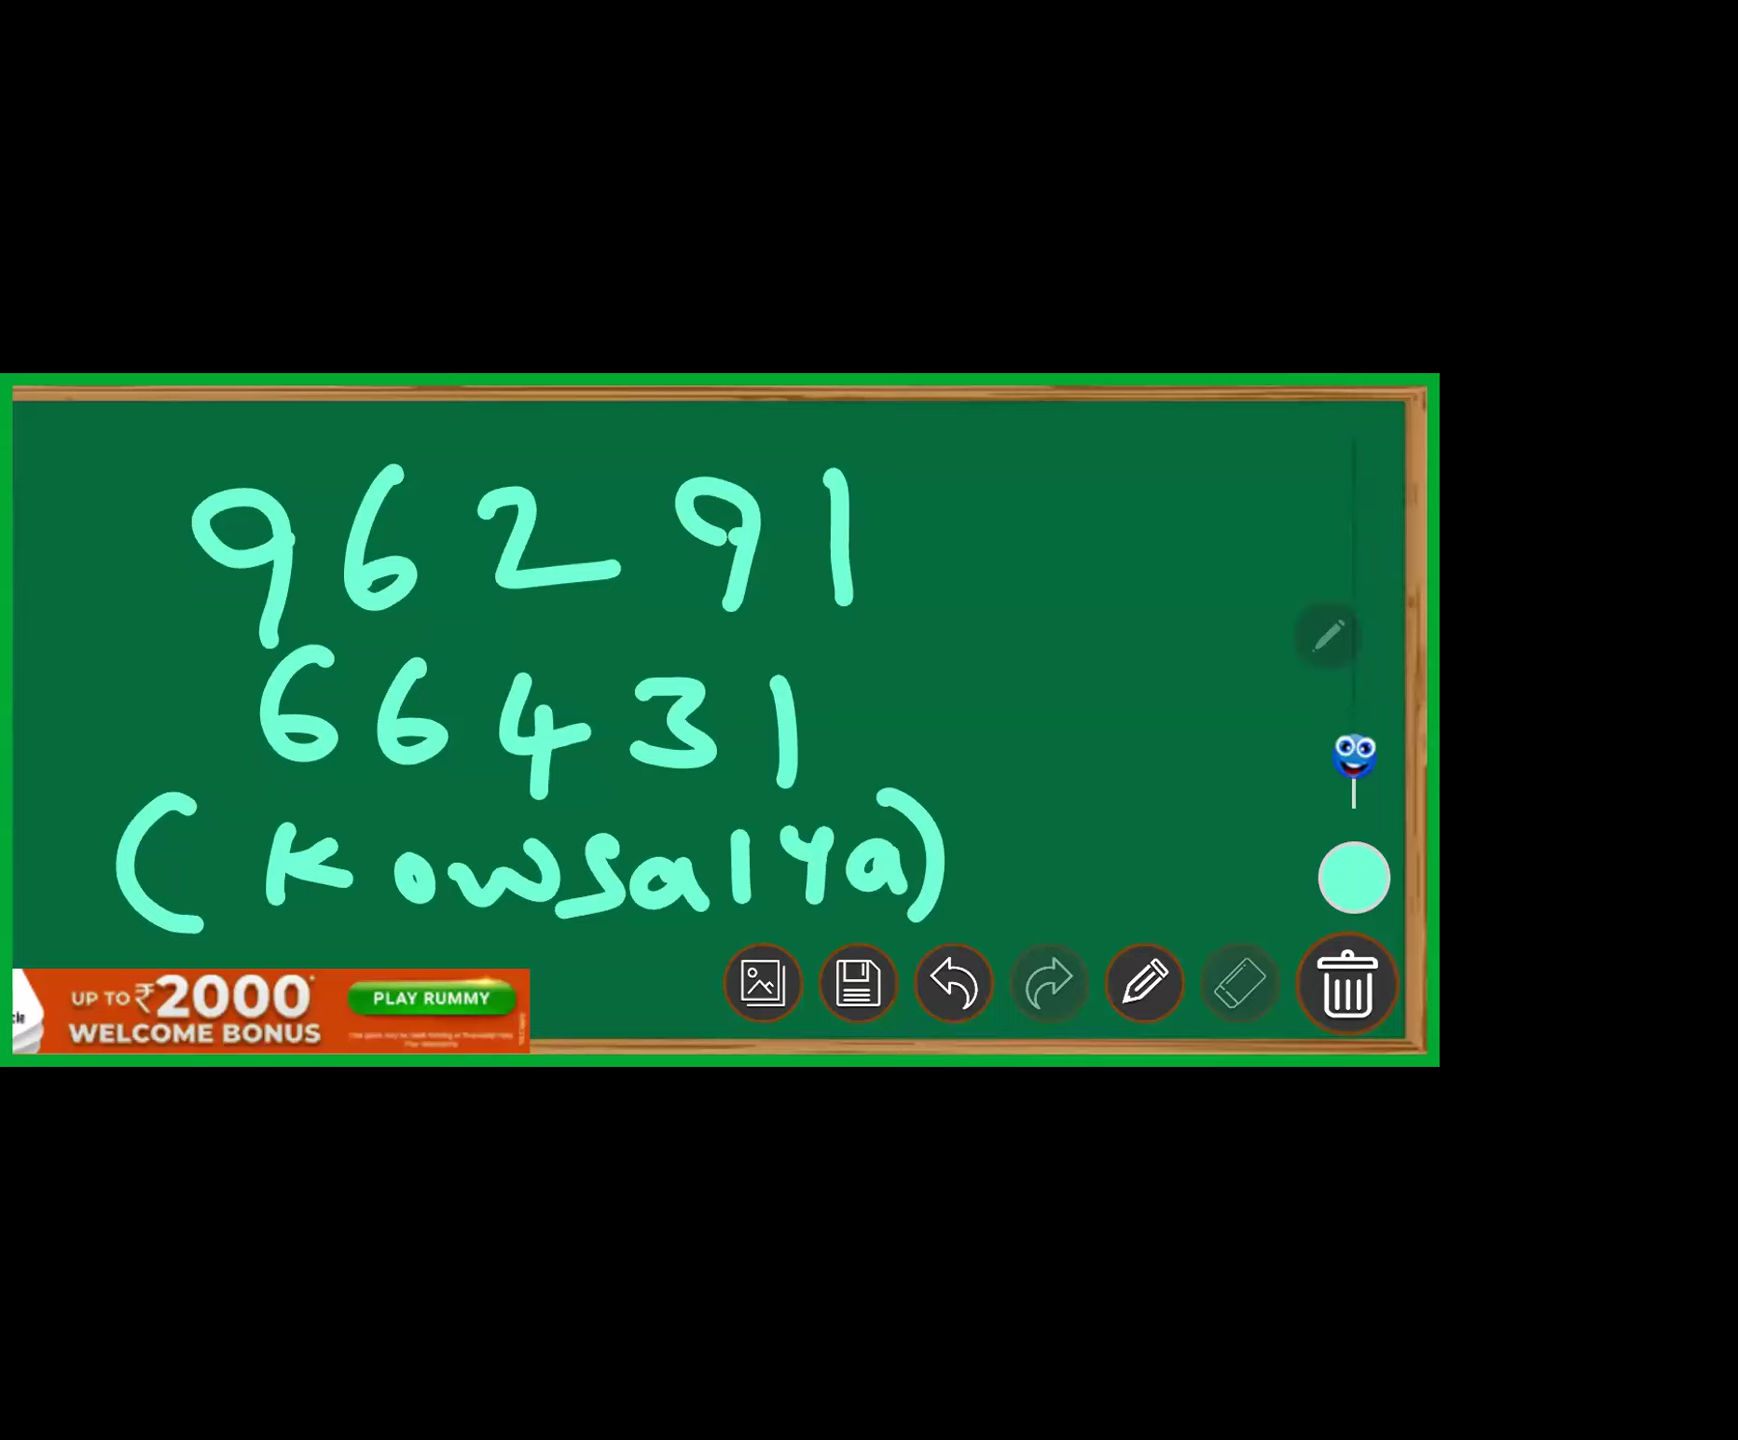 96291
66431
(Kowsalya)
UP TO ₹2000*
WELCOME BONUS
PLAY RUMMY